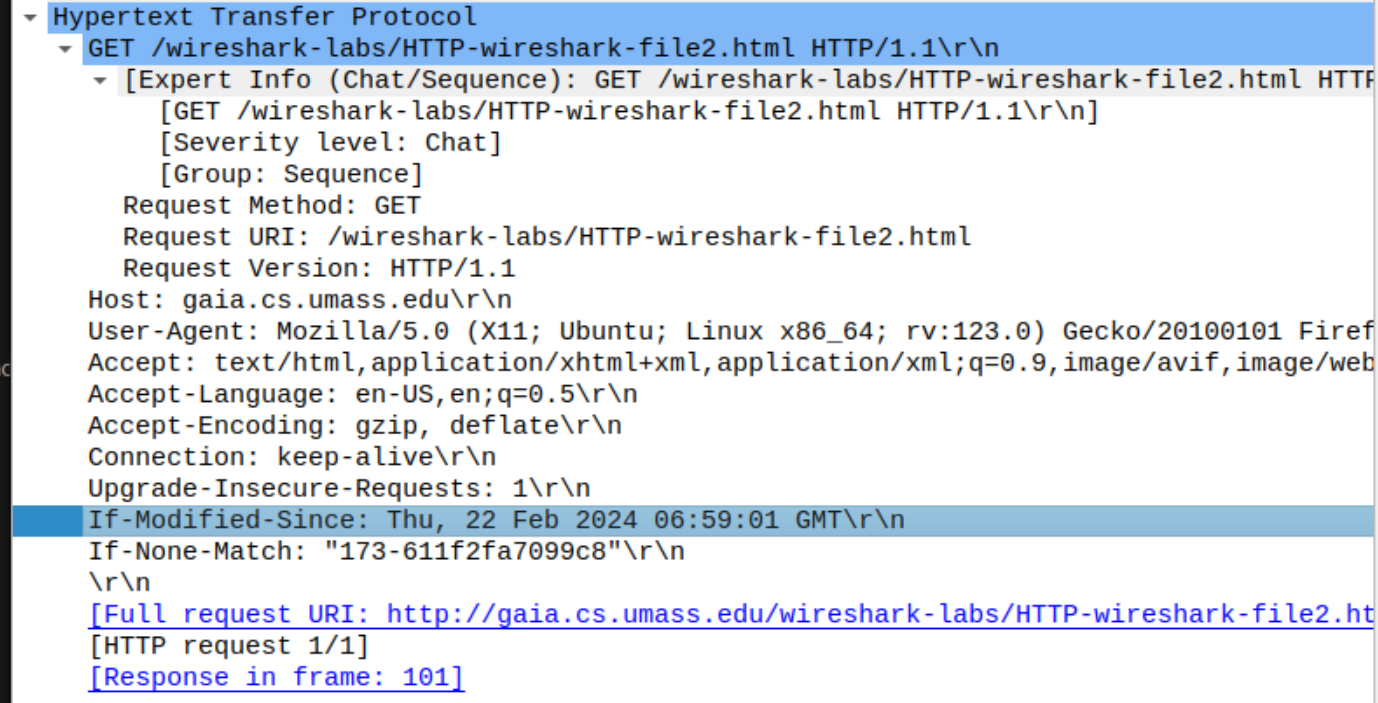 Hypertext Transfer Protocol
GET /wireshark-labs/HTTP-wireshark-file2.html HTTP/1.1\r\n
[Expert Info (Chat/Sequence): GET /wireshark-labs/HTTP-wireshark-file2.html HTTP
[GET /wireshark-labs/HTTP-wireshark-file2.html HTTP/1.1\r\n]
[Severity level: Chat]
[Group: Sequence]
Request Method: GET
Request URI: /wireshark-labs/HTTP-wireshark-file2.html
Request Version: HTTP/1.1
Host: gaia.cs.umass.edu\r\n
User-Agent: Mozilla/5.0 (X11; Ubuntu; Linux x86_64; rv:123.0) Gecko/20100101 Firef
Accept: text/html,application/xhtml+xml,application/xml;q=0.9,image/avif,image/web
Accept-Language: en-US,en;q=0.5\r\n
Accept-Encoding: gzip, deflate\r\n
Connection: keep-alive\r\n
Upgrade-Insecure-Requests: 1\r\n
If-Modified-Since: Thu, 22 Feb 2024 06:59:01 GMT\r\n
If-None-Match: "173-611f2fa7099c8"\r\n
\r\n
[Full request URI: http://gaia.cs.umass.edu/wireshark-labs/HTTP-wireshark-file2.ht
[HTTP request 1/1]
[Response in frame: 101]